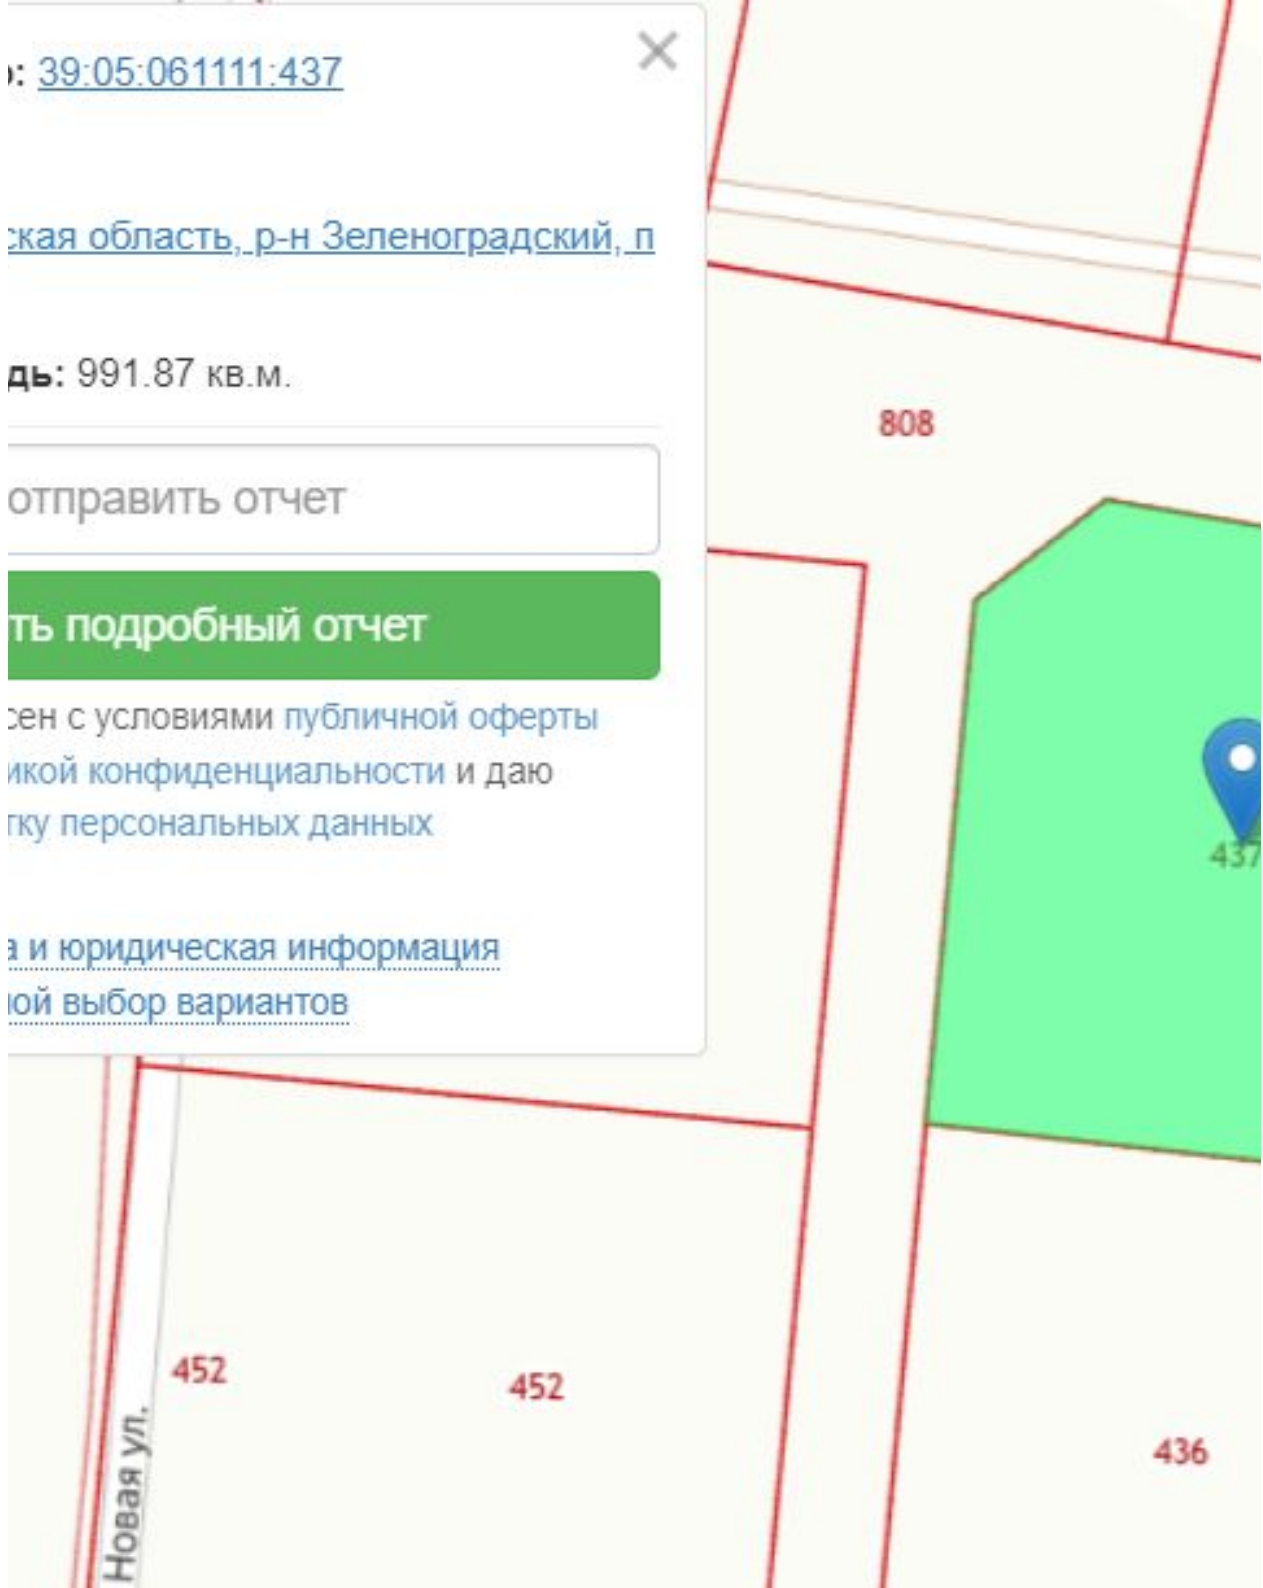 : 39:05:061111:437
ская область, р-н Зеленоградский, п
дь: 991.87 кв.м.
808
отправить отчет
ть подробный отчет
сен с условиями публичной оферты
икой конфиденциальности и даю
тку персональных данных
437
а и юридическая информация
ой выбор вариантов
452
452
436
Новая ул.